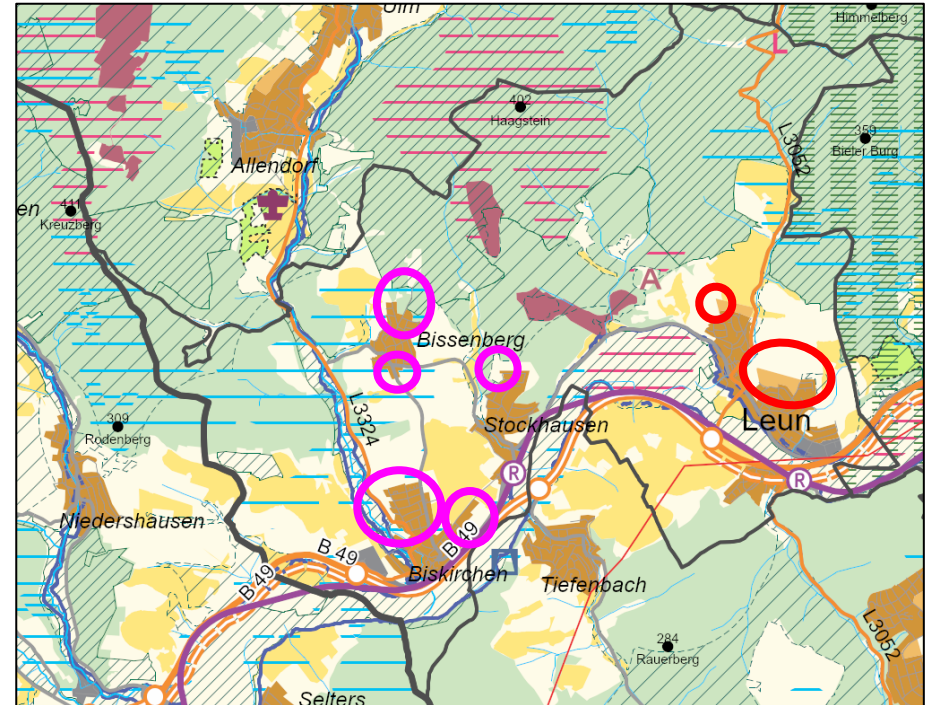 Ulm
Himmelberg
L
402
Haagstein
L3052
359
Bieler Burg
Allendorf
en
411
Kreuzberg
A
Bissenberg
L3324
Leun
Stockhausen
309
Rodenberg
R
R
Niedershausen
B 49
B 49
B 49
Biskirchen
Tiefenbach
L3052
284
Rauerberg
Selters